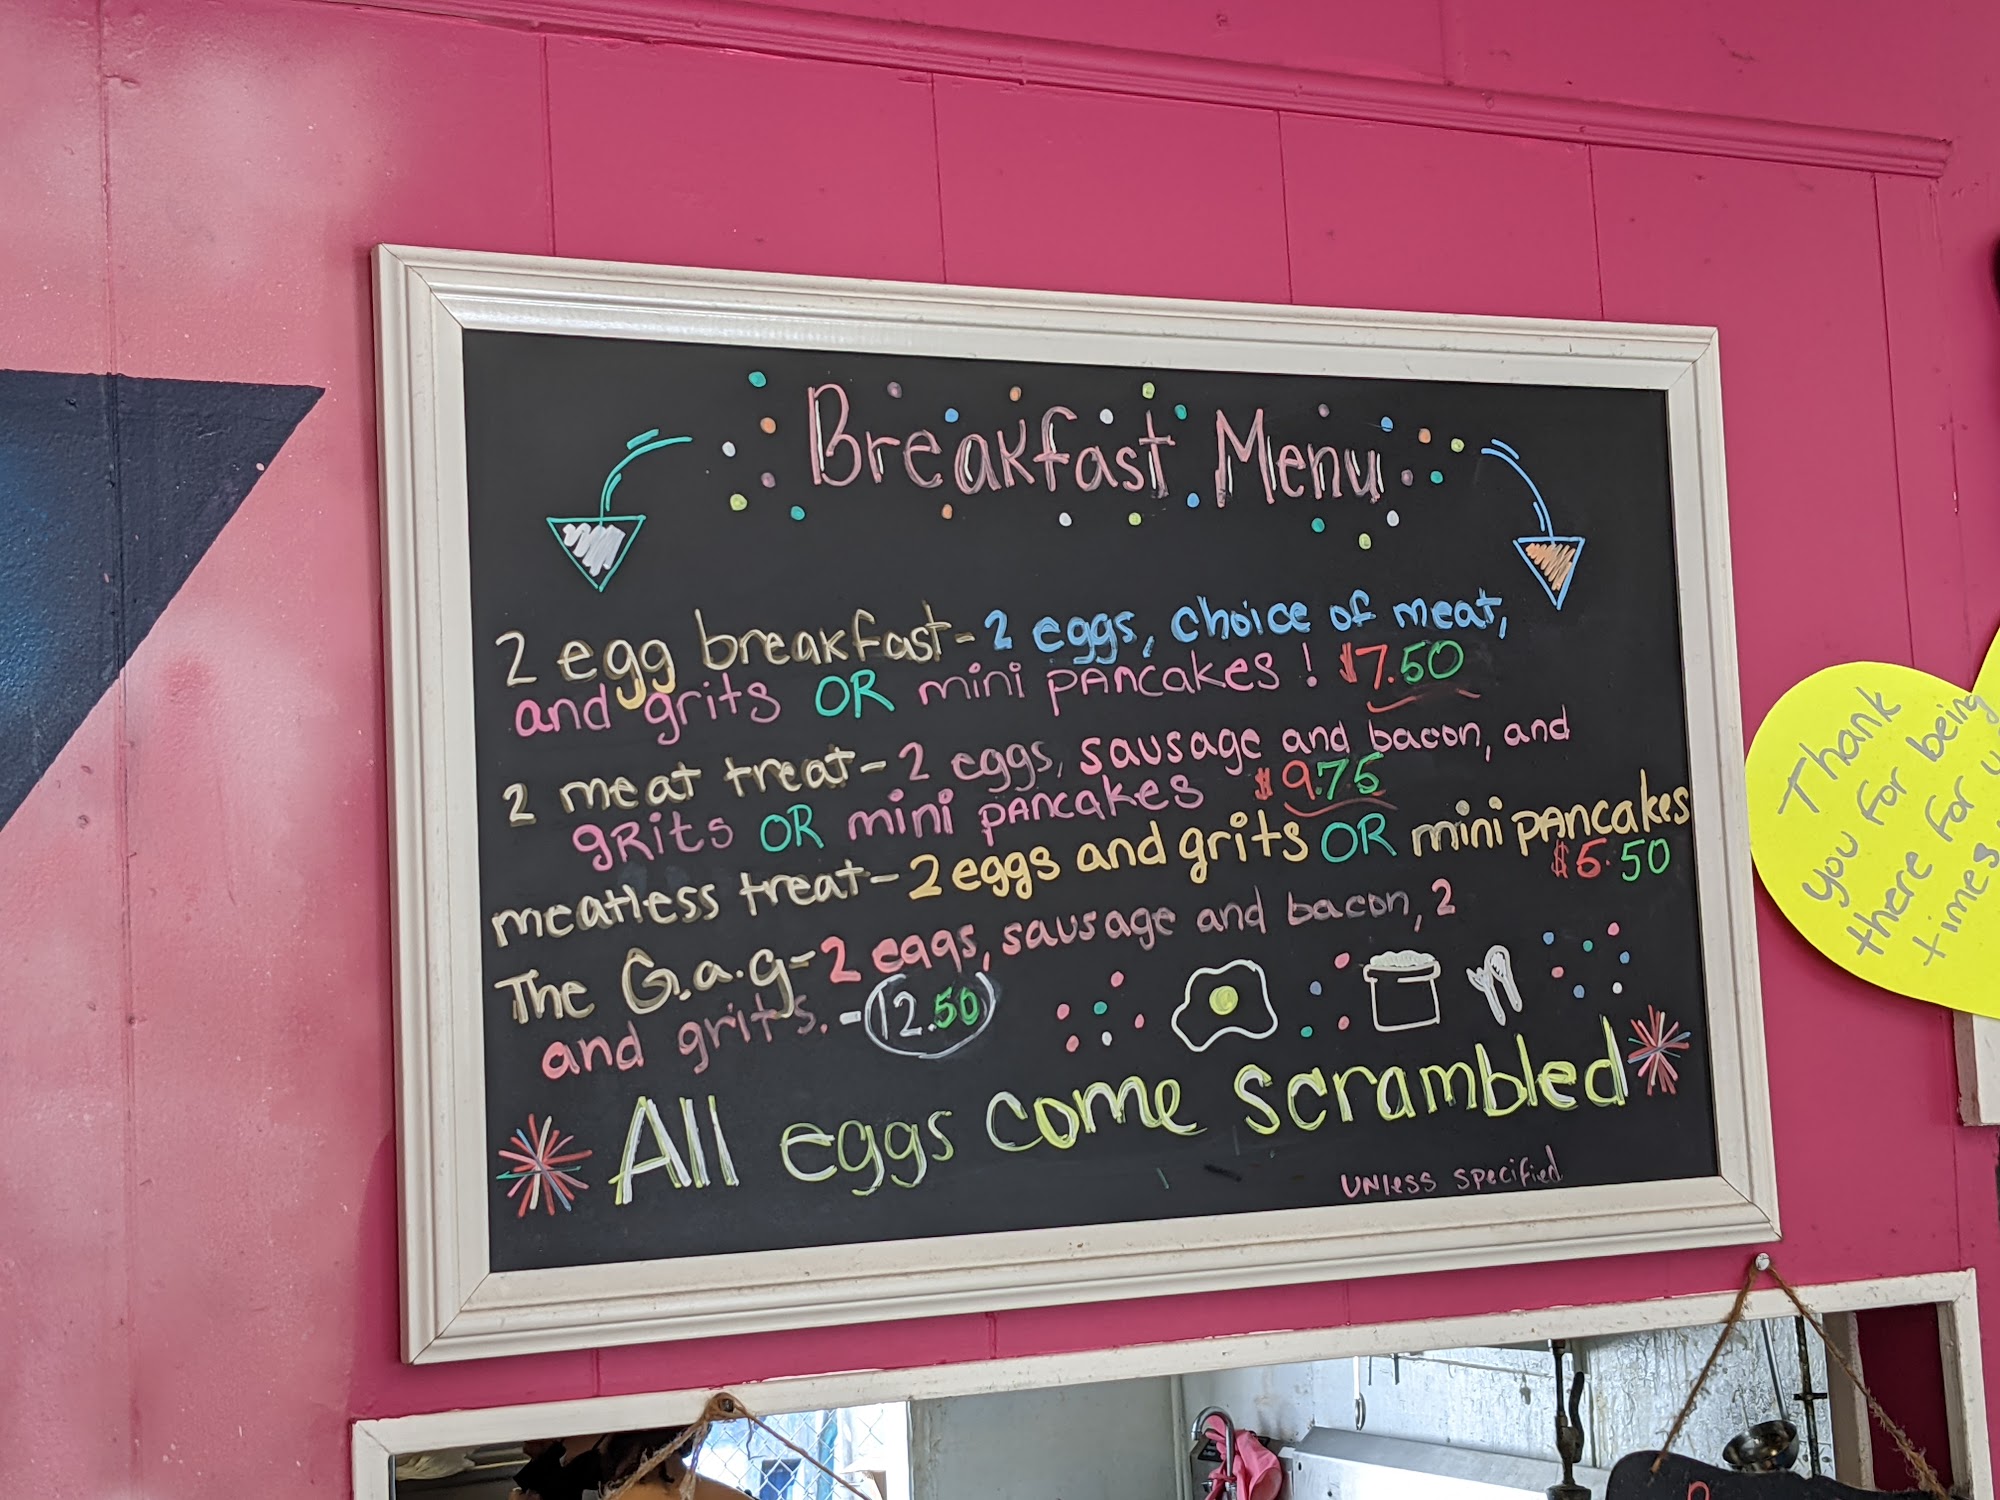 Breakfast Menu
2 egg breakfast - 2 eggs, choice of meat,
and grits OR mini pancakes! $7.50
2 meat treat - 2 eggs, sausage and bacon, and
grits OR mini pancakes $9.75
meatless treat - 2 eggs and grits OR mini pancakes
$5.50
The G.a.g - 2 eggs, sausage and bacon, 2
and grits. - 12.50
All eggs come scrambled
UNless specified
Thank
you for being
there for
times